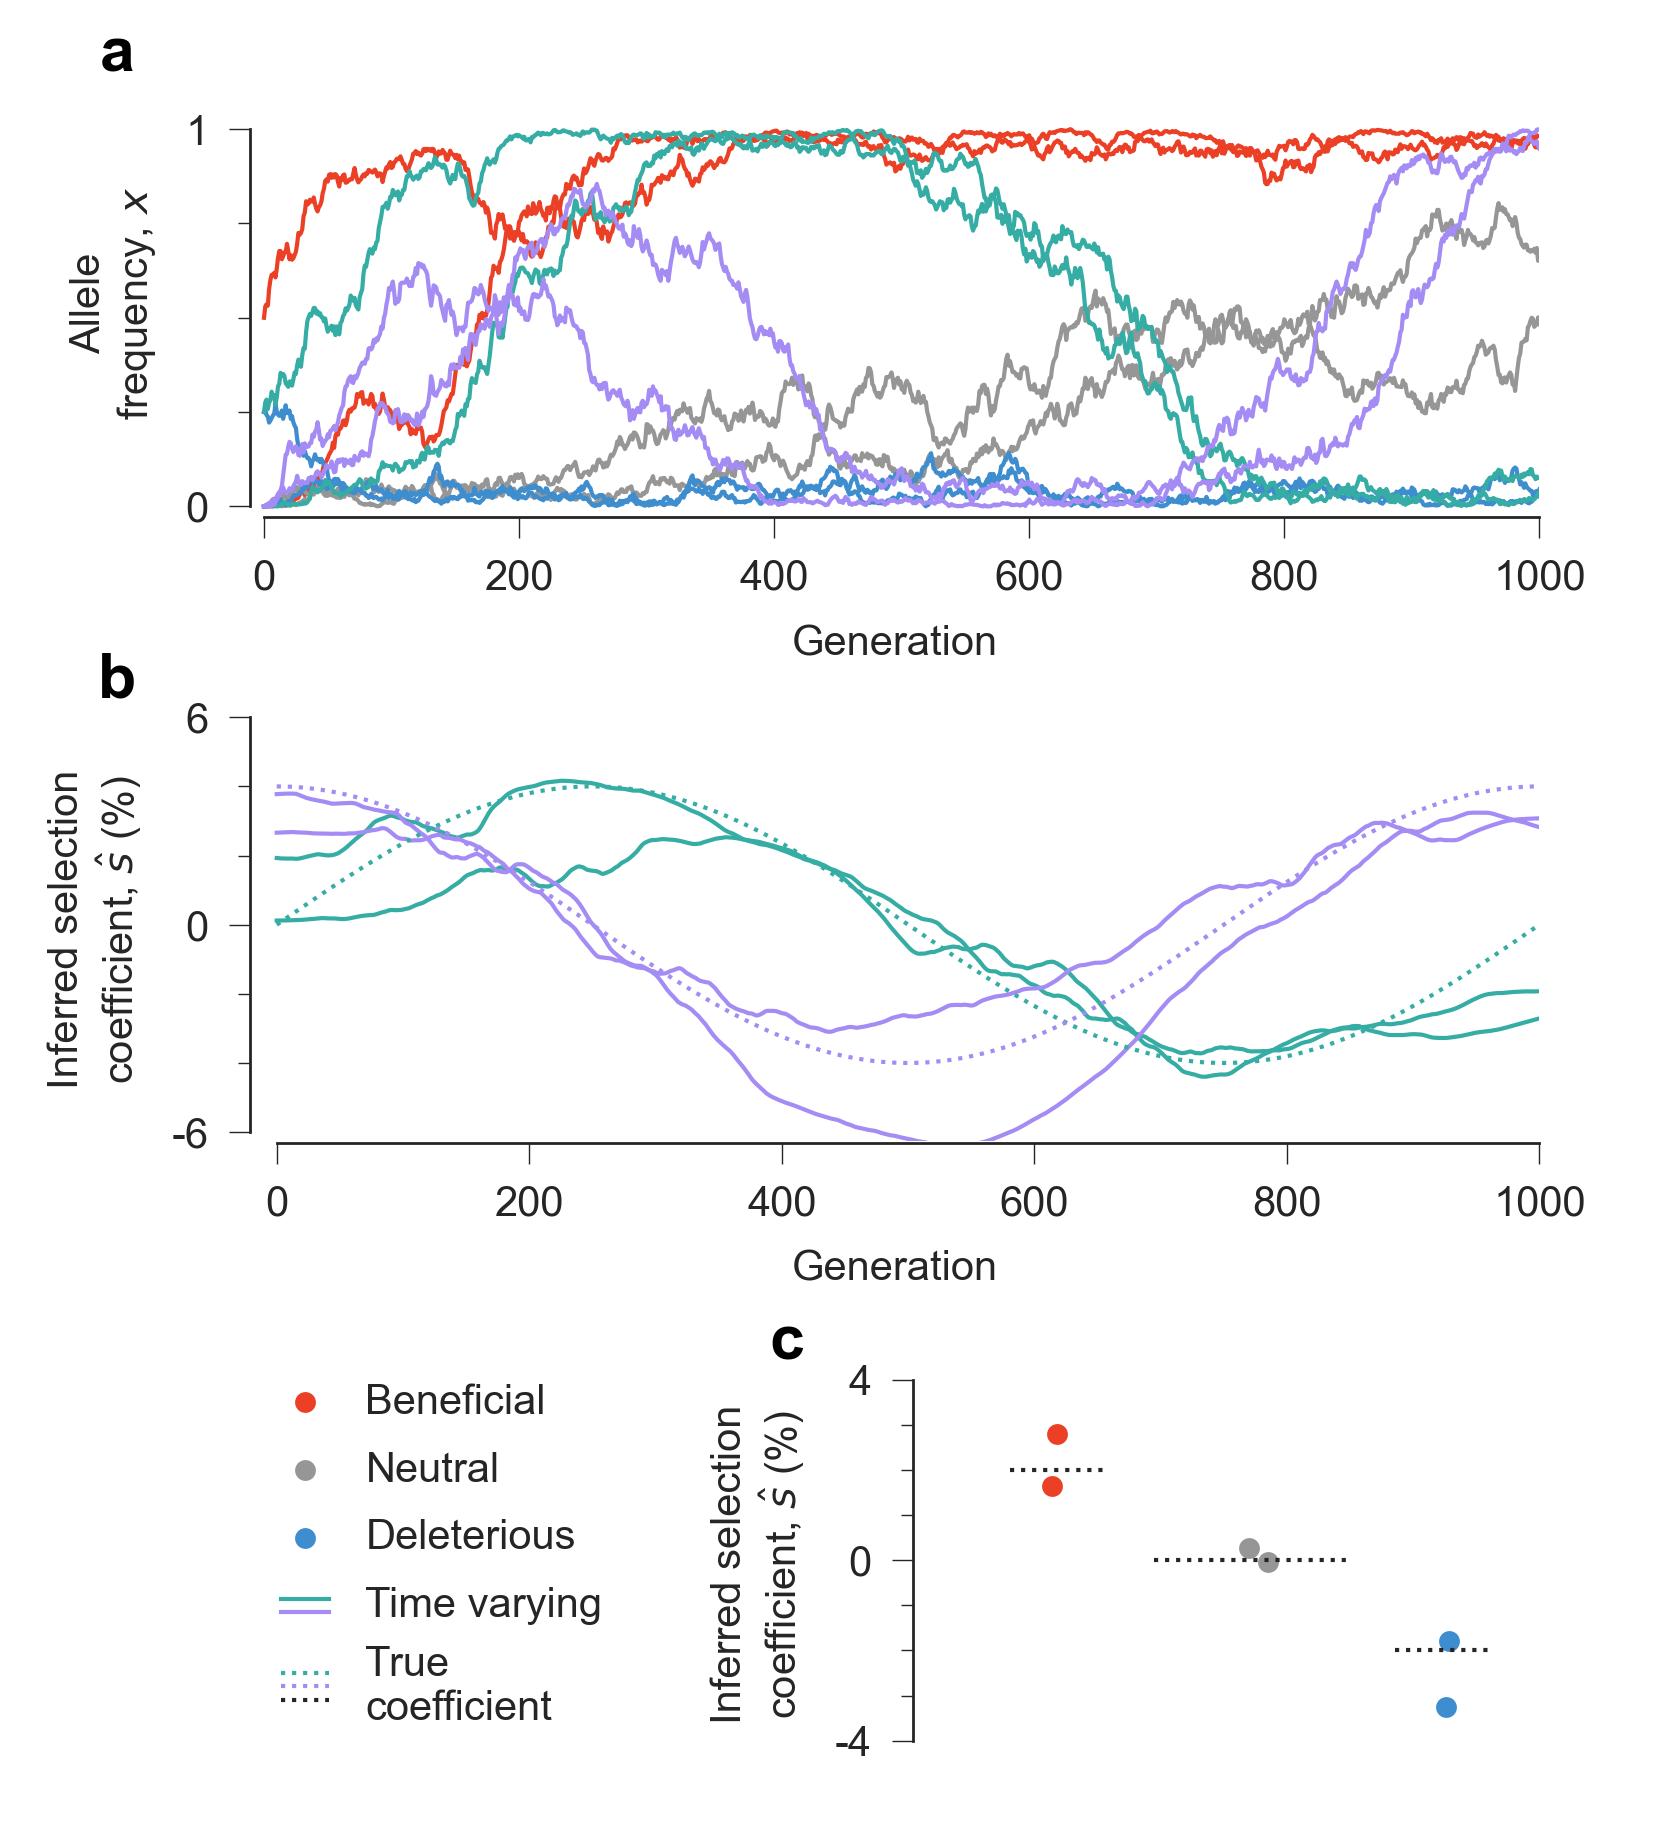 a
1
0
Allele
frequency, x
0 200 400 600 800 1000
Generation
b
6
0
-6
Inferred selection
coefficient, ŝ (%)
0 200 400 600 800 1000
Generation
Beneficial
Neutral
Deleterious
Time varying
True
coefficient
c
4
0
-4
Inferred selection
coefficient, ŝ (%)